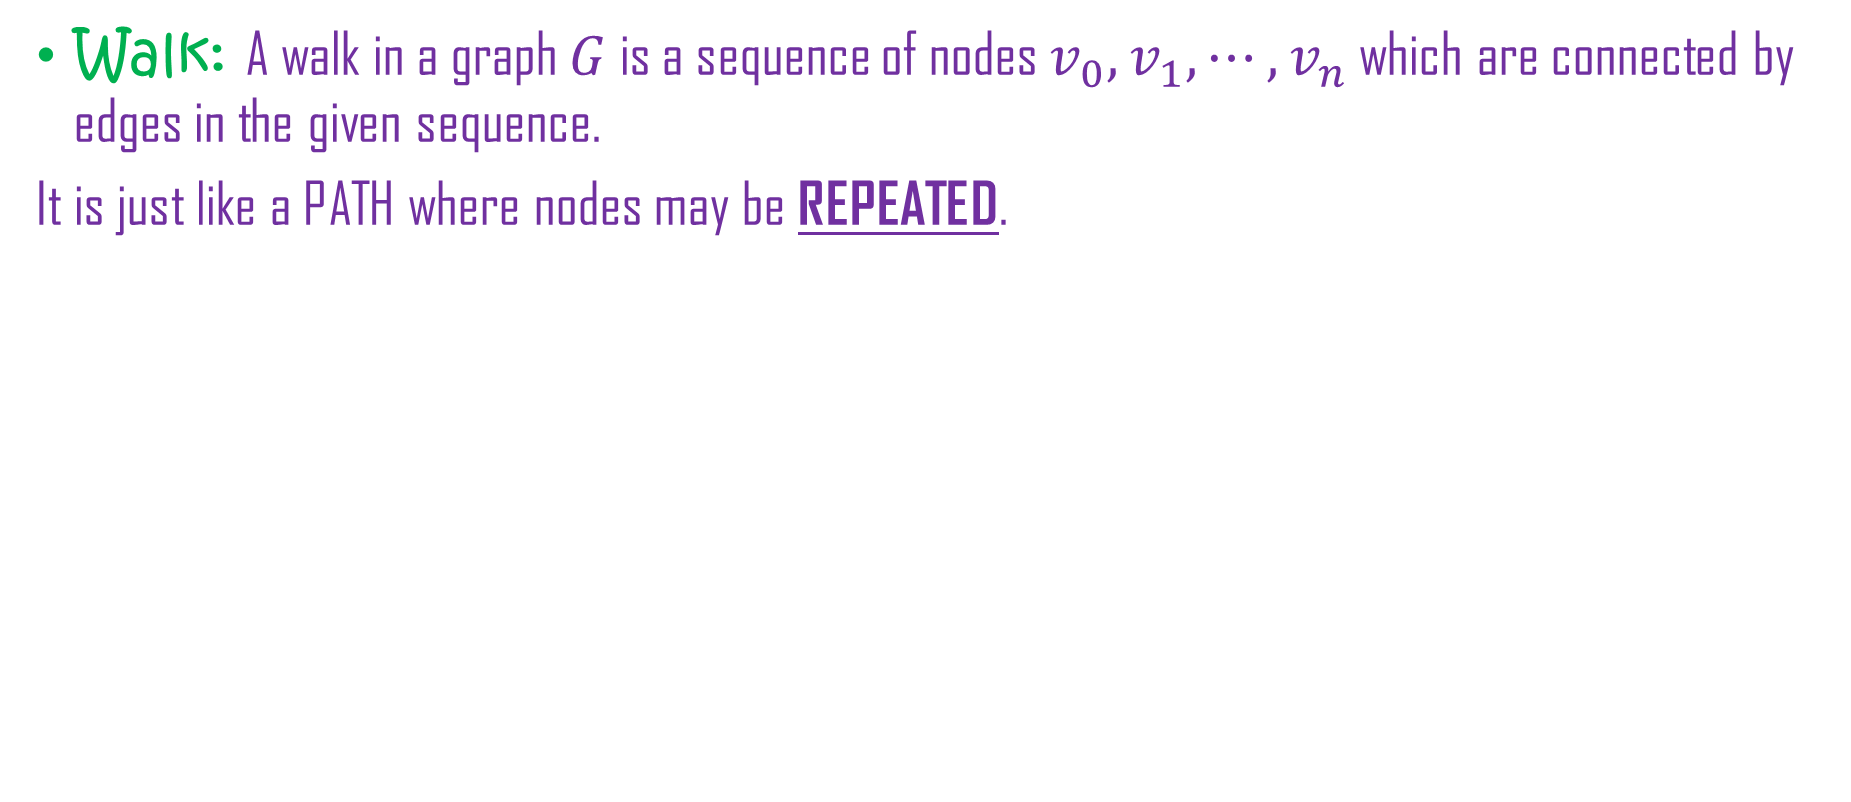 • Walk: A walk in a graph 𝐺 is a sequence of nodes 𝑣₀, 𝑣₁, ⋯ , 𝑣ₙ which are connected by
edges in the given sequence.
It is just like a PATH where nodes may be REPEATED.